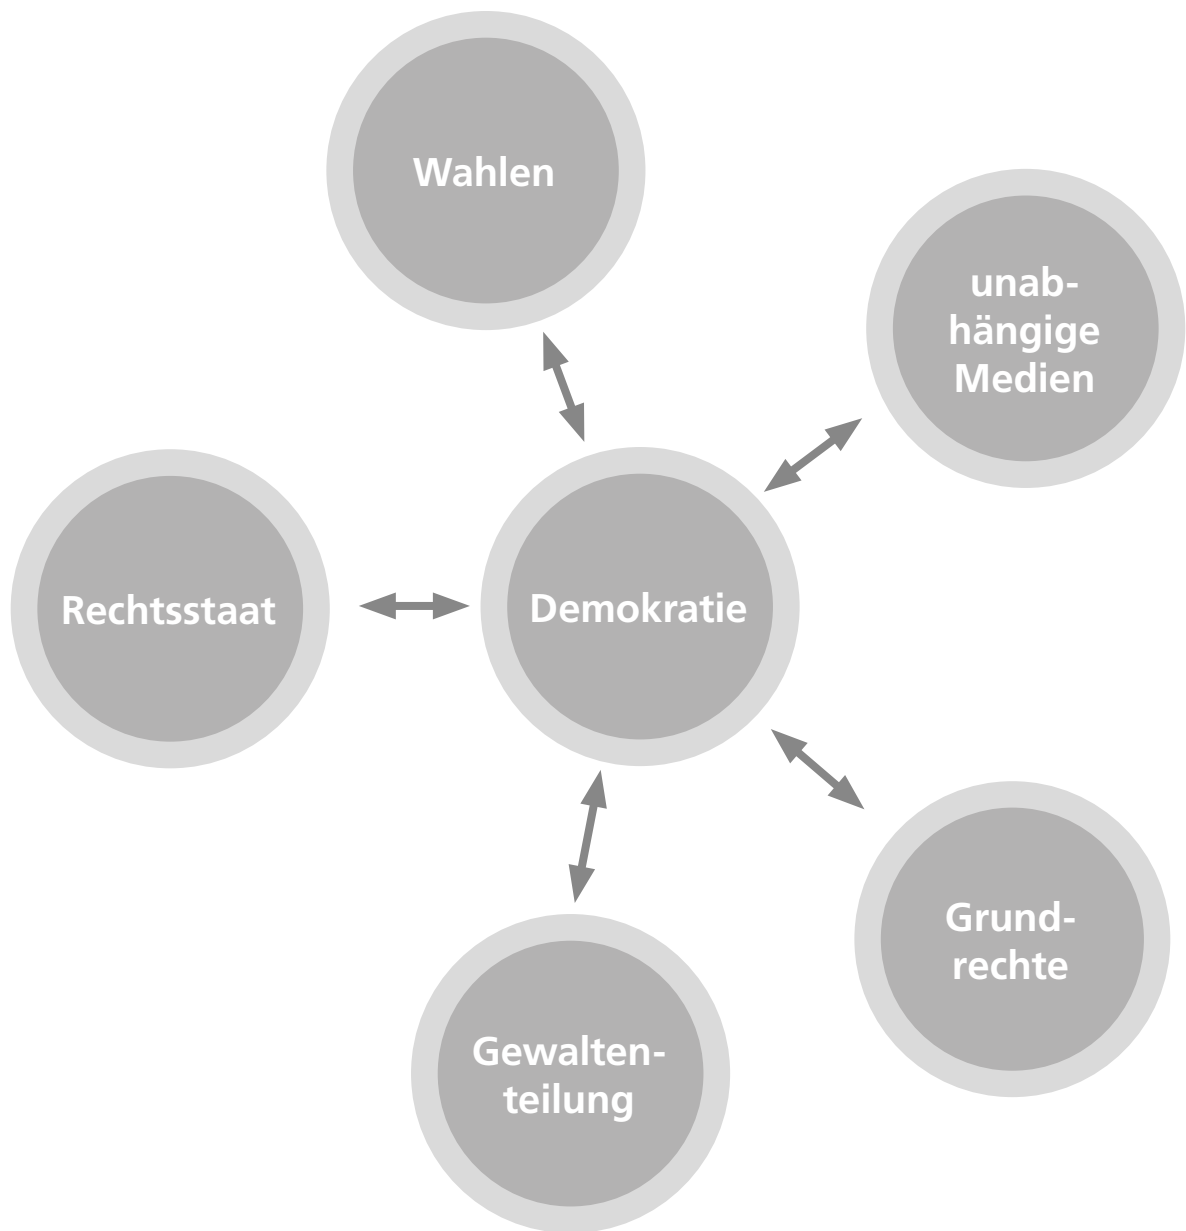 Wahlen
unab-
hängige
Medien
Rechtsstaat
Demokratie
Grund-
rechte
Gewalten-
teilung